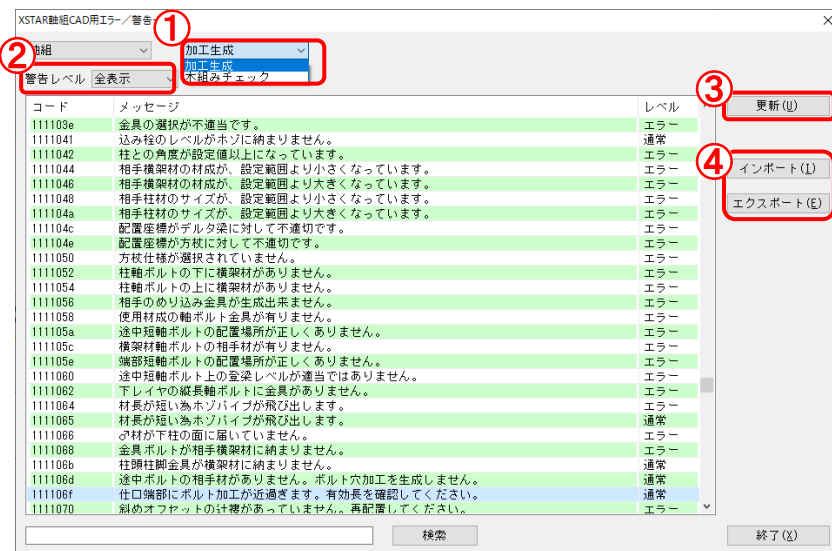 XSTAR軸組CAD用エラー／警告
①
軸組
加工生成
加工生成
木組みチェック
②
警告レベル 全表示
コード メッセージ レベル
③
更新(U)
111103e 金具の選択が不適当です。 エラー
1111041 込み栓のレベルがホゾに納まりません。 通常
1111042 柱との角度が設定値以上になっています。 エラー
1111044 相手横架材の材成が、設定範囲より小さくなっています。 エラー
④
インポート(I)
1111046 相手横架材の材成が、設定範囲より大きくなっています。 エラー
1111048 相手柱材のサイズが、設定範囲より小さくなっています。 エラー
エクスポート(E)
111104a 相手柱材のサイズが、設定範囲より大きくなっています。 エラー
111104c 配置座標がデルタ梁に対して不適切です。 エラー
111104e 配置座標が方杖に対して不適切です。 エラー
1111050 方杖仕様が選択されていません。 エラー
1111052 柱軸ボルトの下に横架材がありません。 エラー
1111054 柱軸ボルトの上に横架材がありません。 エラー
1111056 相手のめり込み金具が生成出来ません。 エラー
1111058 使用材成の軸ボルト金具が有りません。 エラー
111105a 途中短軸ボルトの配置場所が正しくありません。 エラー
111105c 横架材軸ボルトの相手材が有りません。 エラー
111105e 端部短軸ボルトの配置場所が正しくありません。 エラー
1111060 途中短軸ボルト上の登梁レベルが適当ではありません。 エラー
1111062 下レイヤの縦長軸ボルトに金具がありません。 エラー
1111064 材長が短い為ホゾパイプが飛び出します。 エラー
1111065 材長が短い為ホゾパイプが飛び出します。 通常
1111066 ♂材が下柱の面に届いていません。 エラー
1111068 金具ボルトが相手横架材に納まりません。 エラー
111106b 柱頭柱脚金具が横架材に納まりません。 通常
111106d 途中ボルトの相手材がありません。ボルト穴加工を生成しません。 通常
111106f 仕口端部にボルト加工が近過ぎます。有効長を確認してください。 通常
1111070 斜めオフセットの計複があっていません。再配置してください。 エラー
検索
終了(X)